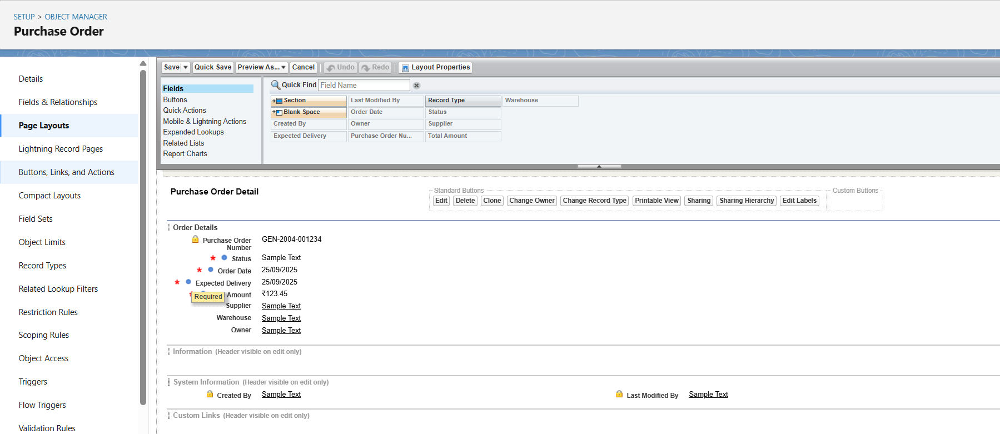 SETUP > OBJECT MANAGER
Purchase Order
Details
Fields & Relationships
Page Layouts
Lightning Record Pages
Buttons, Links, and Actions
Compact Layouts
Field Sets
Object Limits
Record Types
Related Lookup Filters
Restriction Rules
Scoping Rules
Object Access
Triggers
Flow Triggers
Validation Rules
Save Quick Save Preview As... Cancel Undo Redo Layout Properties
Fields
Buttons
Quick Actions
Mobile & Lightning Actions
Expanded Lookups
Related Lists
Report Charts
Quick Find Field Name
Section Last Modified By Record Type Warehouse
Blank Space Order Date Status
Created By Owner Supplier
Expected Delivery Purchase Order Nu... Total Amount
Purchase Order Detail
Standard Buttons
Edit Delete Clone Change Owner Change Record Type Printable View Sharing Sharing Hierarchy Edit Labels
Custom Buttons
Order Details
Purchase Order Number GEN-2004-001234
* Status Sample Text
* Order Date 25/09/2025
* Expected Delivery 25/09/2025
Required Amount ₹123.45
Supplier Sample Text
Warehouse Sample Text
Owner Sample Text
Information (Header visible on edit only)
System Information (Header visible on edit only)
Created By Sample Text Last Modified By Sample Text
Custom Links (Header visible on edit only)